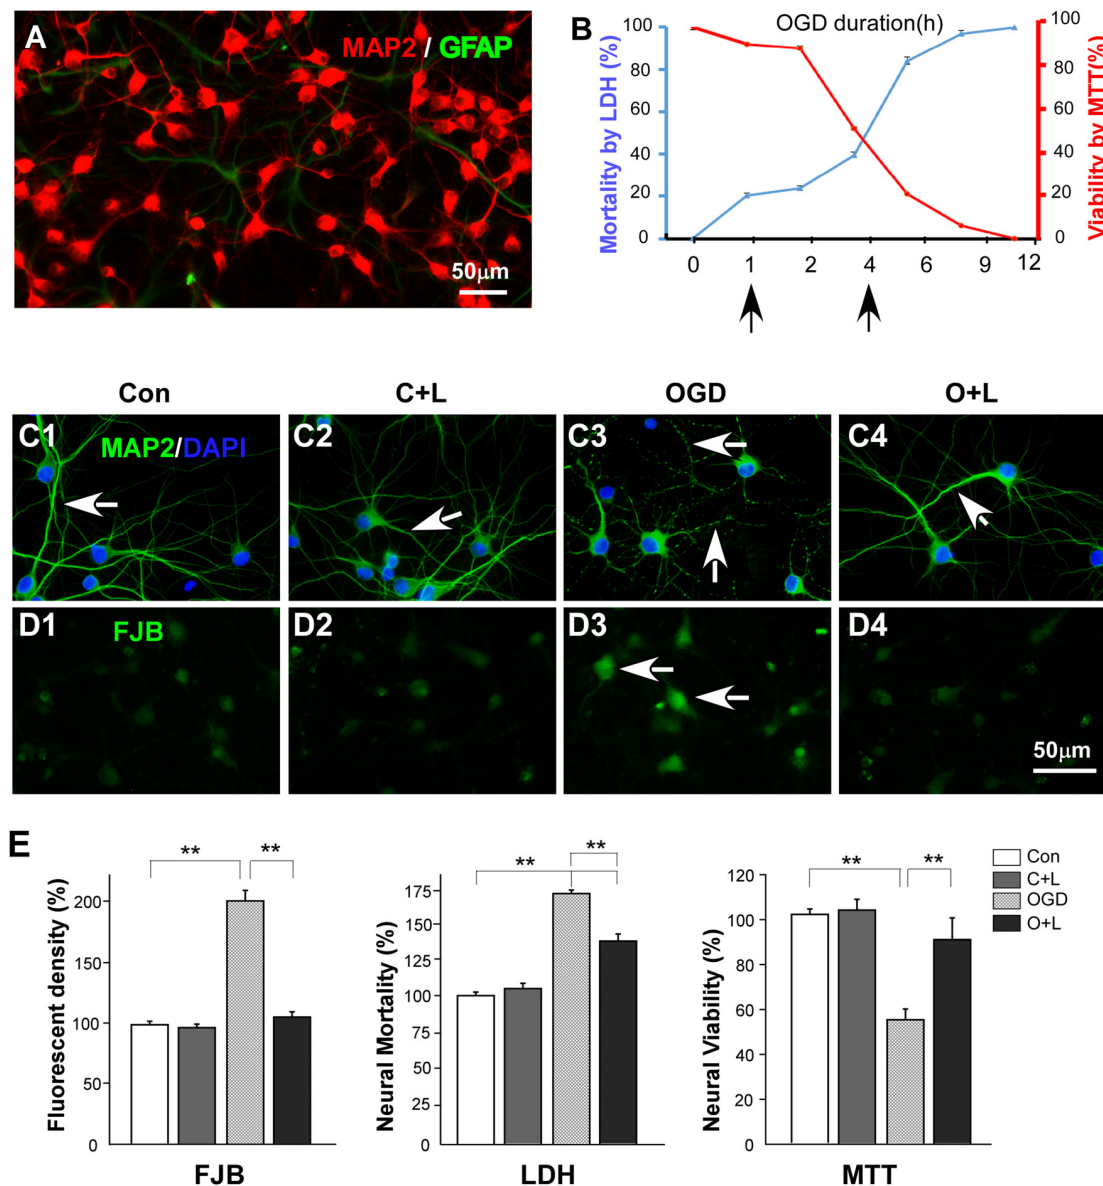 A
MAP2 / GFAP
50µm
B
OGD duration(h)
Mortality by LDH (%)
100
80
60
40
20
0
Viability by MTT(%)
100
80
60
40
20
0
0 1 2 4 6 9 12
Con C+L OGD O+L
C1 C2 C3 C4
MAP2/DAPI
D1 D2 D3 D4
FJB
50µm
E
Fluorescent density (%)
200
150
100
50
0
** **
FJB
Neural Mortality (%)
175
150
125
100
75
50
25
0
** **
LDH
Neural Viability (%)
120
100
80
60
40
20
0
** **
MTT
Con
C+L
OGD
O+L